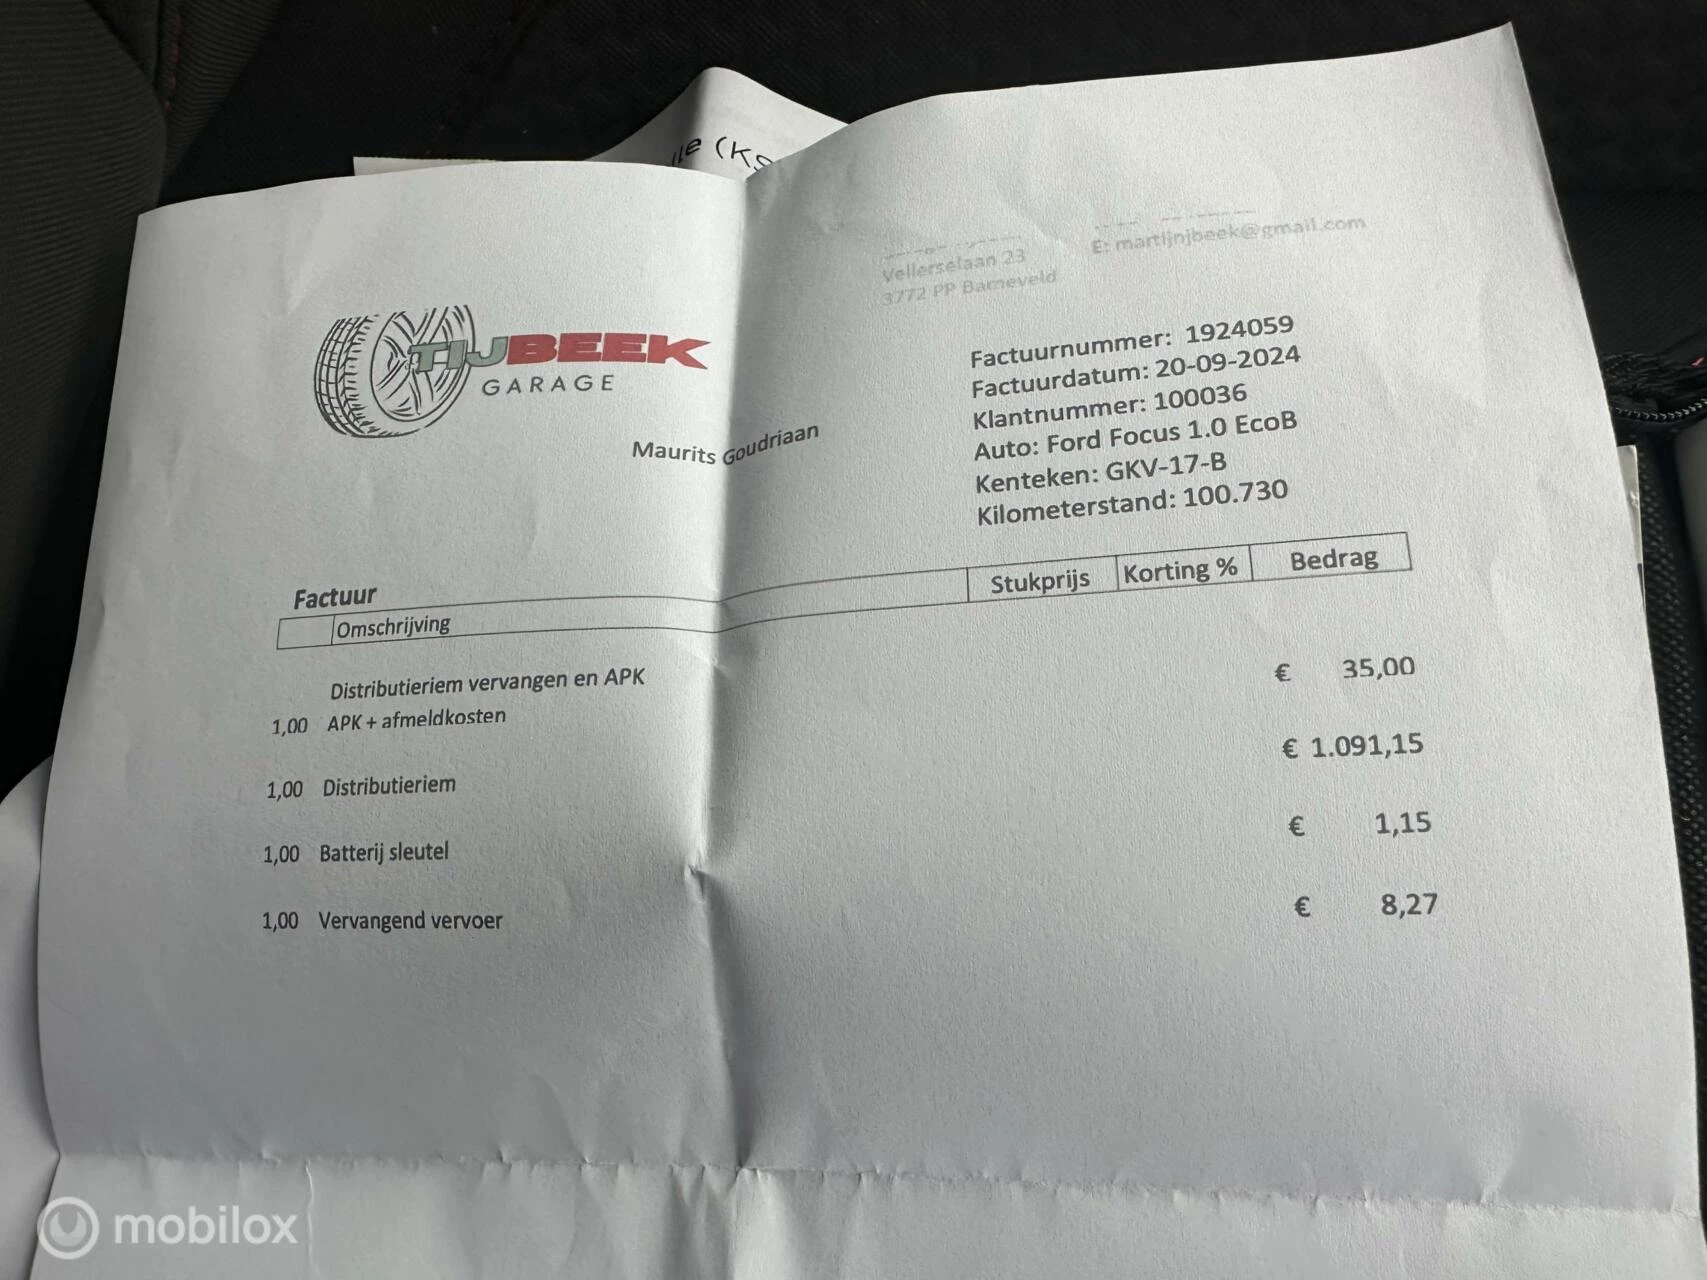 lle (KS
Vellerselaan 23
3772 PP Barneveld
E: martijnjbeek@gmail.com
TIJBEEK
GARAGE
Maurits Goudriaan
Factuurnummer: 1924059
Factuurdatum: 20-09-2024
Klantnummer: 100036
Auto: Ford Focus 1.0 EcoB
Kenteken: GKV-17-B
Kilometerstand: 100.730
Factuur
Omschrijving Stukprijs Korting % Bedrag
Distributieriem vervangen en APK
1,00 APK + afmeldkosten € 35,00
1,00 Distributieriem € 1.091,15
1,00 Batterij sleutel € 1,15
1,00 Vervangend vervoer € 8,27
mobilox